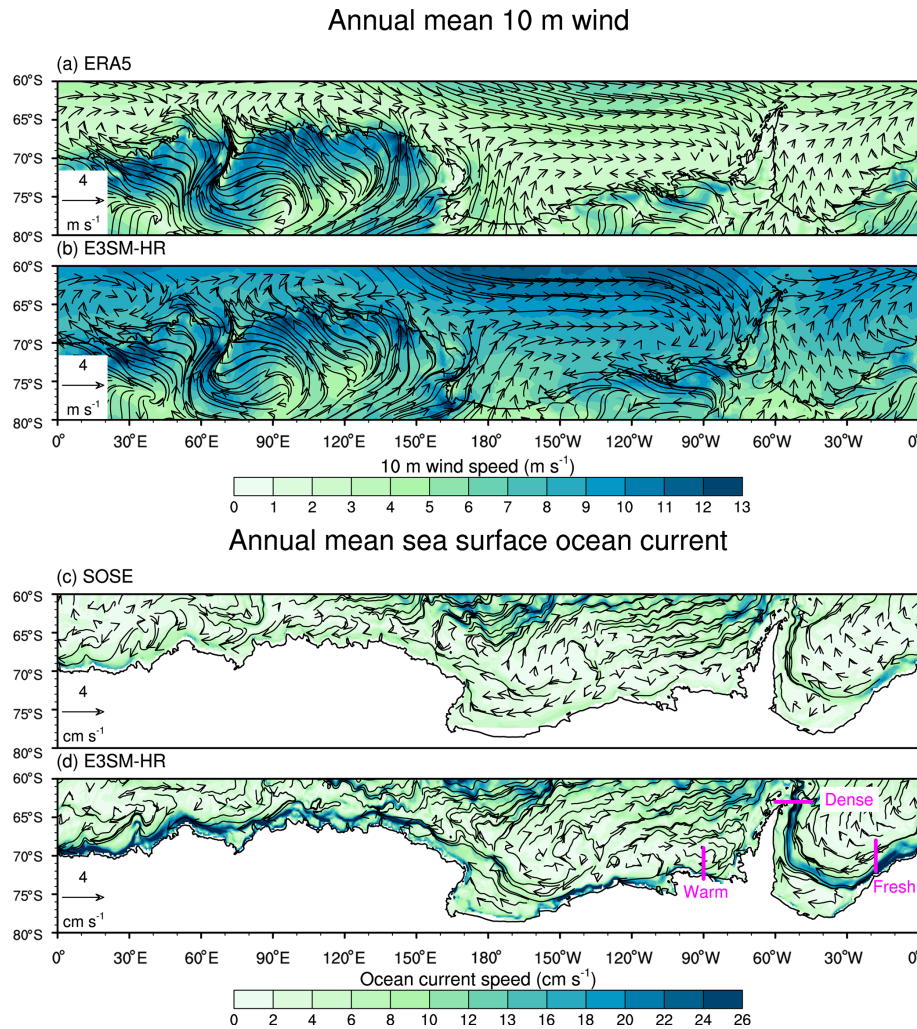 Annual mean 10 m wind
(a) ERA5
60°S
65°S
70°S
75°S
80°S
4
m s⁻¹
(b) E3SM-HR
60°S
65°S
70°S
75°S
80°S
4
m s⁻¹
0° 30°E 60°E 90°E 120°E 150°E 180° 150°W 120°W 90°W 60°W 30°W 0°
10 m wind speed (m s⁻¹)
0 1 2 3 4 5 6 7 8 9 10 11 12 13
Annual mean sea surface ocean current
(c) SOSE
60°S
65°S
70°S
75°S
80°S
4
cm s⁻¹
(d) E3SM-HR
60°S
65°S
70°S
75°S
80°S
4
cm s⁻¹
Dense
Warm
Fresh
0° 30°E 60°E 90°E 120°E 150°E 180° 150°W 120°W 90°W 60°W 30°W 0°
Ocean current speed (cm s⁻¹)
0 2 4 6 8 10 12 14 16 18 20 22 24 26